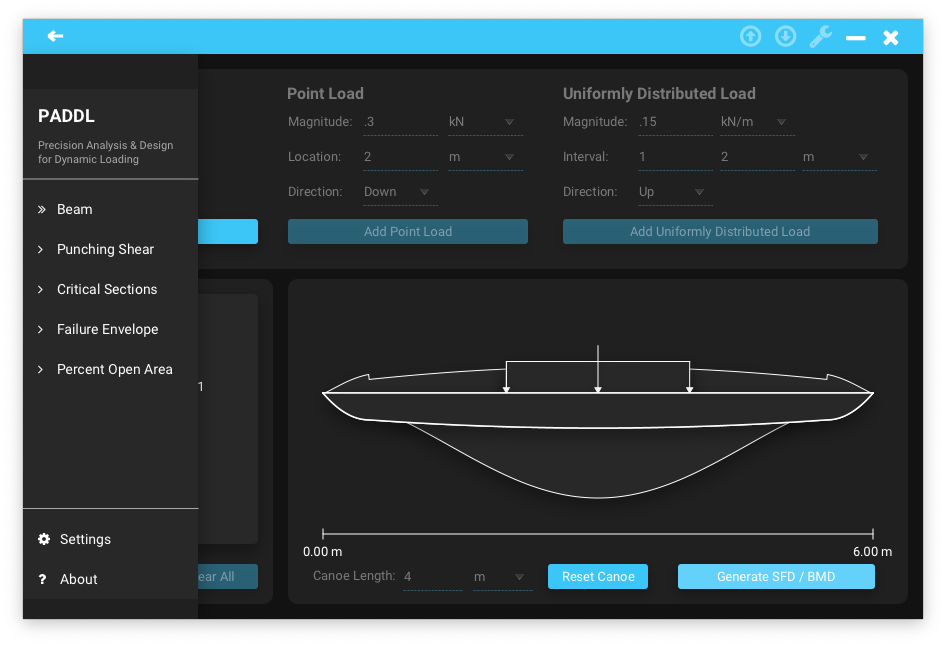 PADDL
Precision Analysis & Design
for Dynamic Loading
Beam
Punching Shear
Critical Sections
Failure Envelope
Percent Open Area
Settings
? About
Point Load
Magnitude: .3 kN
Location: 2 m
Direction: Down
Add Point Load
Uniformly Distributed Load
Magnitude: .15 kN/m
Interval: 1 2 m
Direction: Up
Add Uniformly Distributed Load
1
ear All
0.00 m 6.00 m
Canoe Length: 4 m Reset Canoe Generate SFD / BMD